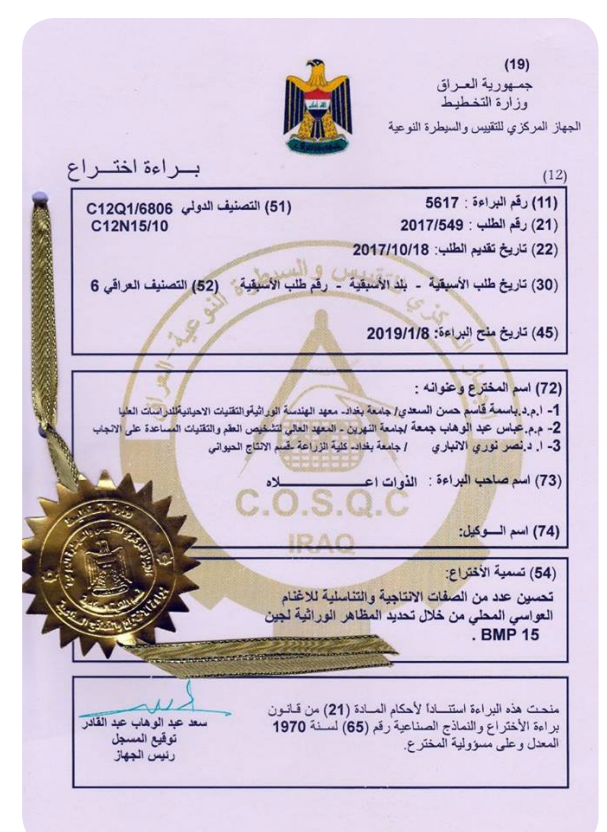 (19)
جمهورية العراق
وزارة التخطيط
الجهاز المركزي للتقييس والسيطرة النوعية
(12) براءة اختراع
(11) رقم البراءة : 5617 (51) التصنيف الدولي C12Q1/6806
(21) رقم الطلب : 2017/549 C12N15/10
(22) تاريخ تقديم الطلب: 2017/10/18
(30) تاريخ طلب الأسبقية - بلد الأسبقية - رقم طلب الأسبقية (52) التصنيف العراقي 6
(45) تاريخ منح البراءة: 2019/1/8
(72) اسم المخترع وعنوانه :
1- ا.م.د.باسمة قاسم حسن السعدي/ جامعة بغداد- معهد الهندسة الوراثية والتقنيات الاحيائية للدراسات العليا
2- م.م.عباس عبد الوهاب جمعة /جامعة النهرين - المعهد العالي لتشخيص العقم والتقنيات المساعدة على الانجاب
3- ا. د.نصر نوري الانباري / جامعة بغداد- كلية الزراعة -قسم الانتاج الحيواني
(73) اسم صاحب البراءة : الذوات اعلاه
C.O.S.Q.C
(74) اسم الوكيل:
IRAQ
(54) تسمية الأختراع:
تحسين عدد من الصفات الانتاجية والتناسلية للاغنام
العواسي المحلي من خلال تحديد المظاهر الوراثية لجين
BMP 15 .
منحت هذه البراءة استناداً لأحكام المادة (21) من قانون
براءة الأختراع والنماذج الصناعية رقم (65) لسنة 1970
المعدل وعلى مسؤولية المخترع.
سعد عبد الوهاب عبد القادر
توقيع المسجل
رئيس الجهاز